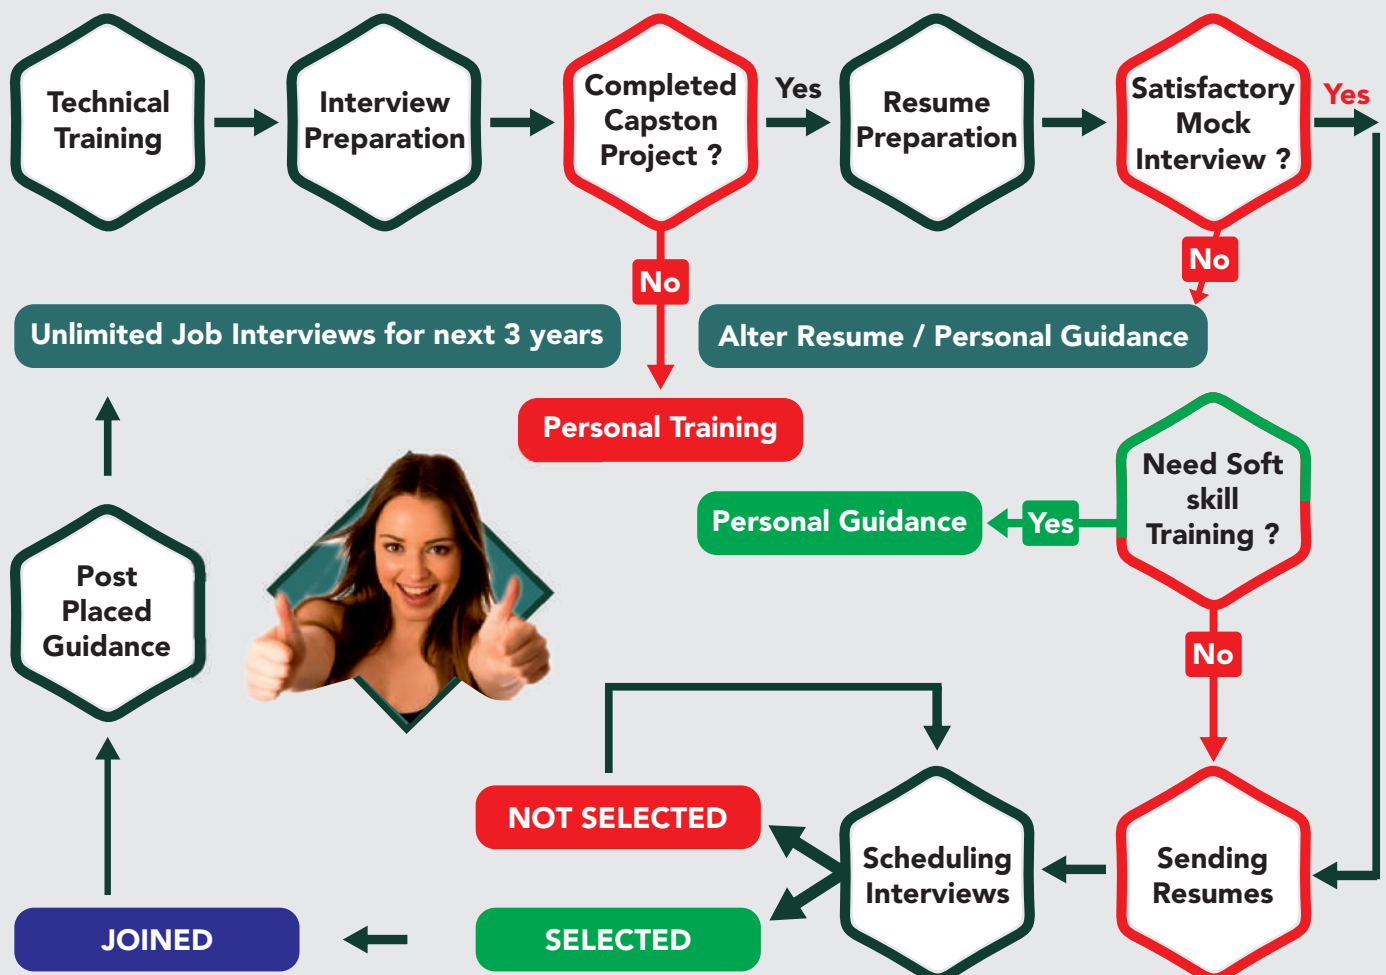 Technical
Training
Interview
Preparation
Completed
Capston
Project ?
Yes
Resume
Preparation
Satisfactory
Mock
Interview ?
Yes
No
No
Unlimited Job Interviews for next 3 years
Alter Resume / Personal Guidance
Personal Training
Need Soft
skill
Training ?
Personal Guidance
Yes
No
Post
Placed
Guidance
NOT SELECTED
Scheduling
Interviews
Sending
Resumes
JOINED
SELECTED